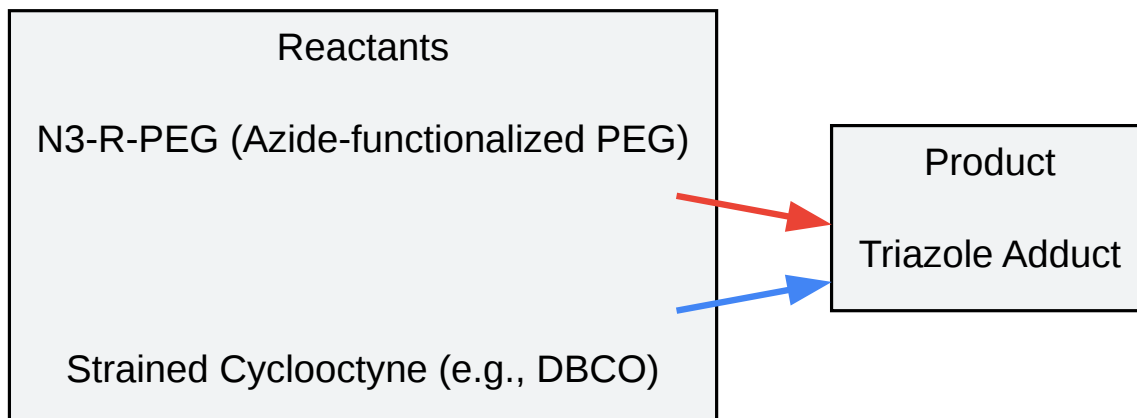 Reactants
N3-R-PEG (Azide-functionalized PEG)
Strained Cyclooctyne (e.g., DBCO)
Product
Triazole Adduct